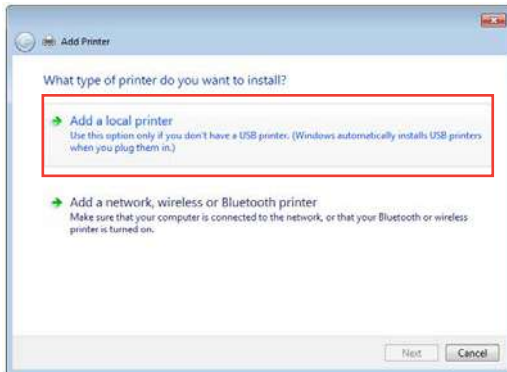 Add Printer
What type of printer do you want to install?
Add a local printer
Use this option only if you don't have a USB printer. (Windows automatically installs USB printers
when you plug them in.)
Add a network, wireless or Bluetooth printer
Make sure that your computer is connected to the network, or that your Bluetooth or wireless
printer is turned on.
Next Cancel